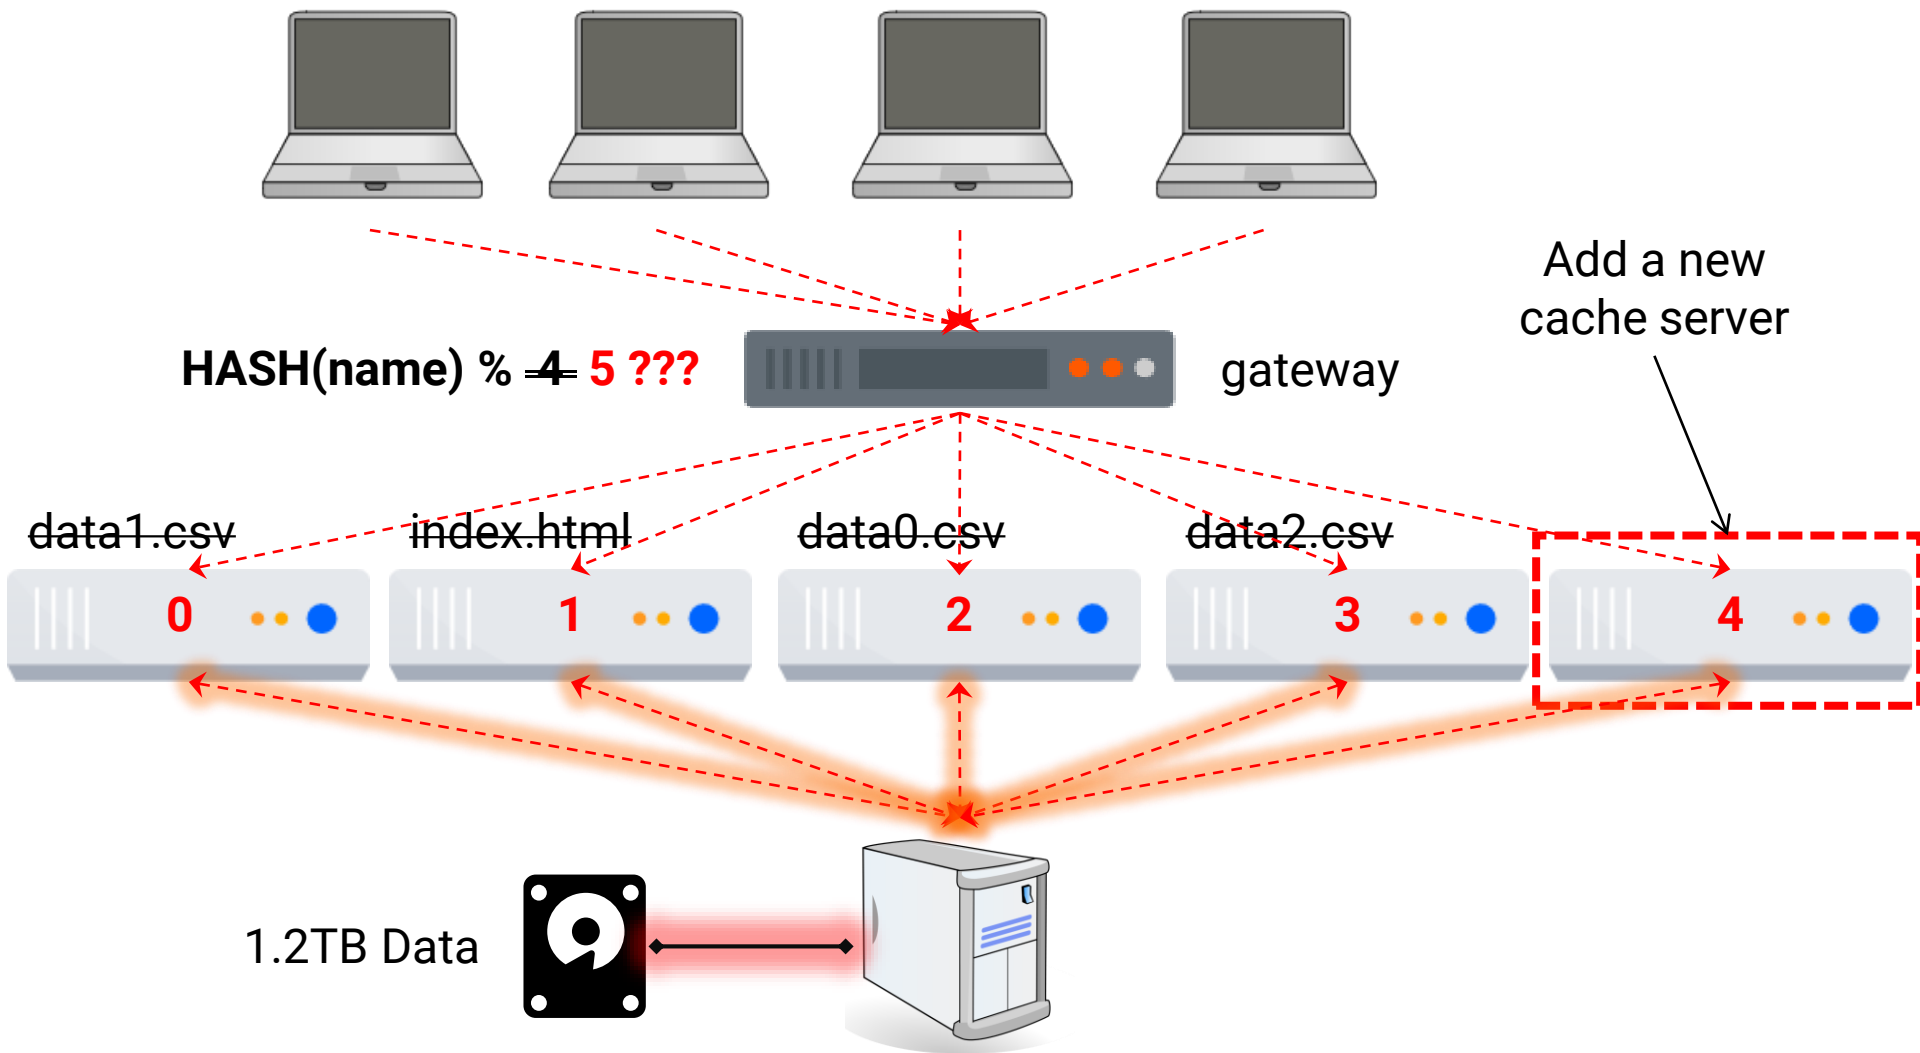 Add a new
cache server
HASH(name) % 4 5 ???
gateway
data1.csv
index.html
data0.csv
data2.csv
0
1
2
3
4
1.2TB Data